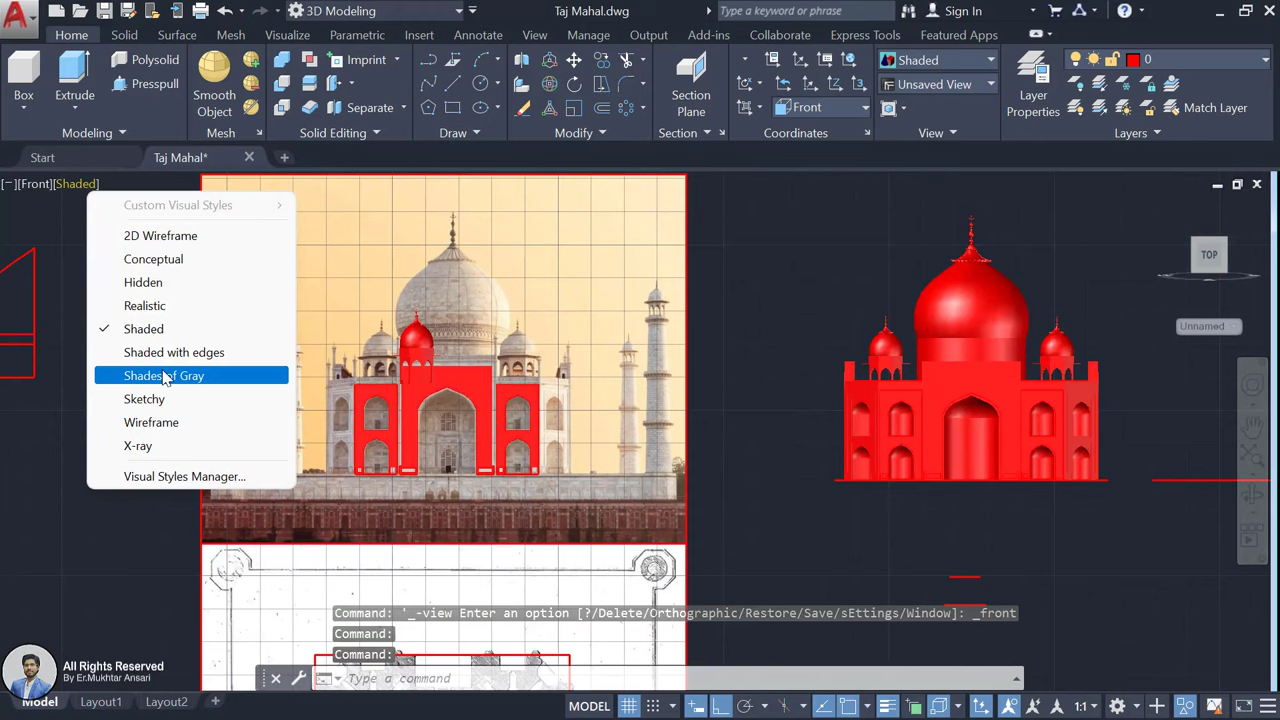 3D Modeling
Taj Mahal.dwg
Type a keyword or phrase
Sign In
Home
Solid
Surface
Mesh
Visualize
Parametric
Insert
Annotate
View
Manage
Output
Add-ins
Collaborate
Express Tools
Featured Apps
Box
Extrude
Polysolid
Presspull
Smooth
Object
Imprint
Separate
Section
Plane
Front
Shaded
Unsaved View
Layer
Properties
0
Match Layer
Modeling
Mesh
Solid Editing
Draw
Modify
Section
Coordinates
View
Layers
Start
Taj Mahal*
[−][Front][Shaded]
Custom Visual Styles
2D Wireframe
Conceptual
Hidden
Realistic
Shaded
Shaded with edges
Shades of Gray
Sketchy
Wireframe
X-ray
Visual Styles Manager...
TOP
Unnamed
Command: '_-view Enter an option [?/Delete/Orthographic/Restore/Save/sEttings/Window]: _front
Command:
Command:
Type a command
All Rights Reserved
By Er.Mukhtar Ansari
Model
Layout1
Layout2
MODEL
1:1